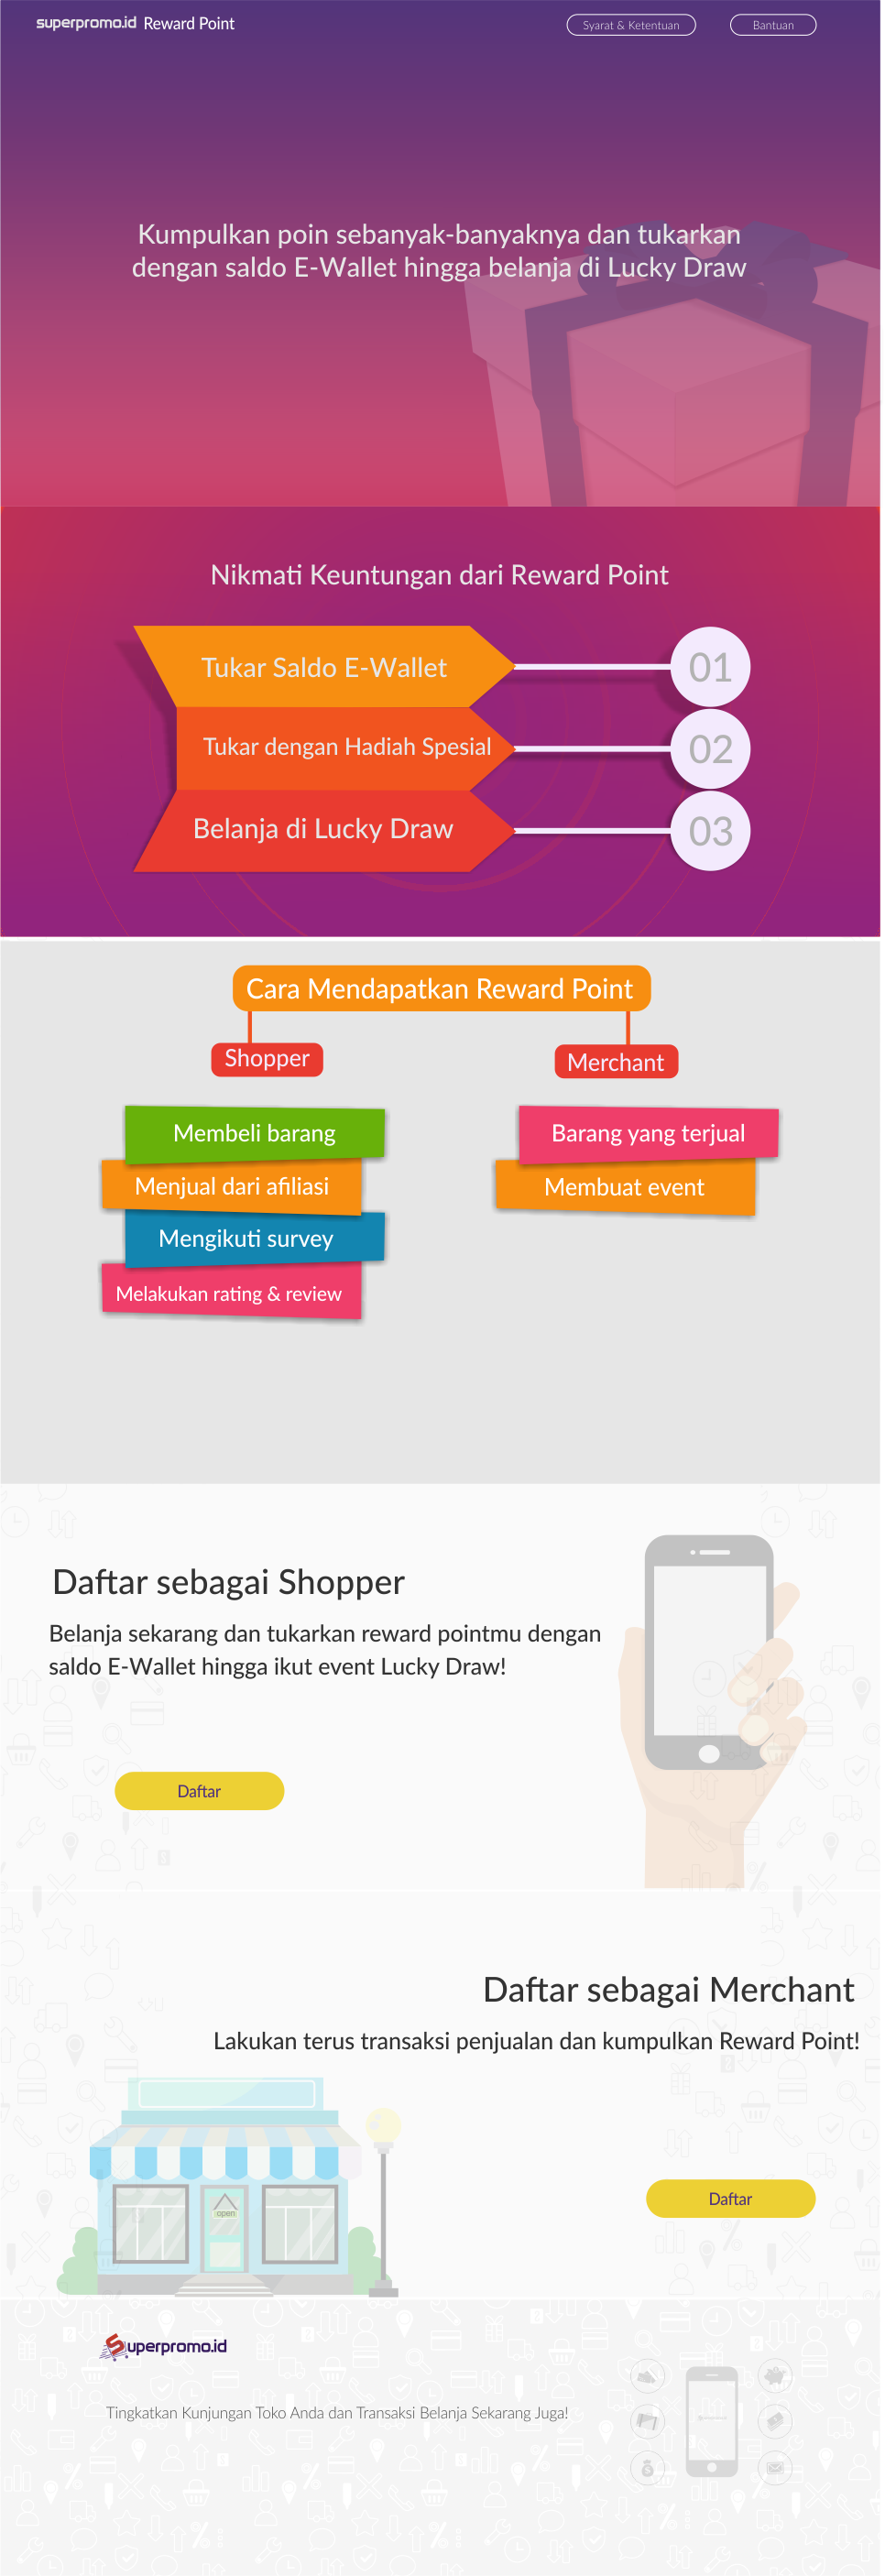 superpromo.id Reward Point
Syarat & Ketentuan
Bantuan
Kumpulkan poin sebanyak-banyaknya dan tukarkan
dengan saldo E-Wallet hingga belanja di Lucky Draw
Nikmati Keuntungan dari Reward Point
Tukar Saldo E-Wallet
01
Tukar dengan Hadiah Spesial
02
Belanja di Lucky Draw
03
Cara Mendapatkan Reward Point
Shopper
Merchant
Membeli barang
Barang yang terjual
Menjual dari afiliasi
Membuat event
Mengikuti survey
Melakukan rating & review
Daftar sebagai Shopper
Belanja sekarang dan tukarkan reward pointmu dengan
saldo E-Wallet hingga ikut event Lucky Draw!
Daftar
Daftar sebagai Merchant
Lakukan terus transaksi penjualan dan kumpulkan Reward Point!
open
Daftar
Superpromo.id
Tingkatkan Kunjungan Toko Anda dan Transaksi Belanja Sekarang Juga!